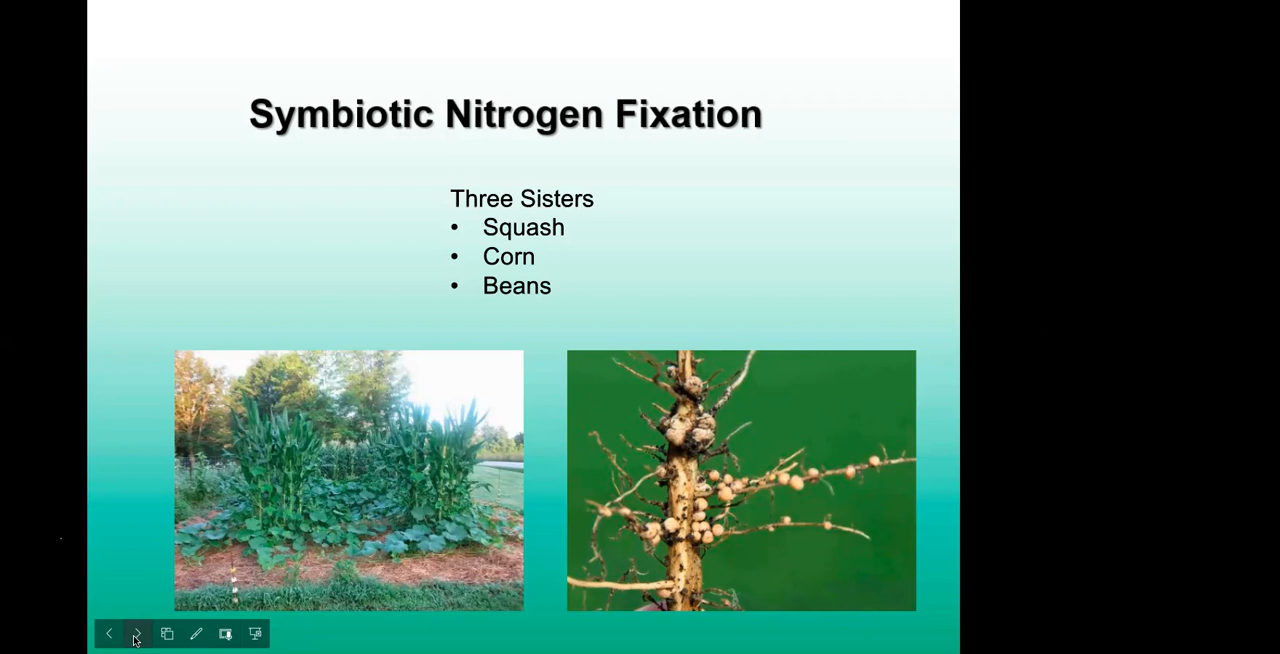 Symbiotic Nitrogen Fixation
Three Sisters
• Squash
• Corn
• Beans